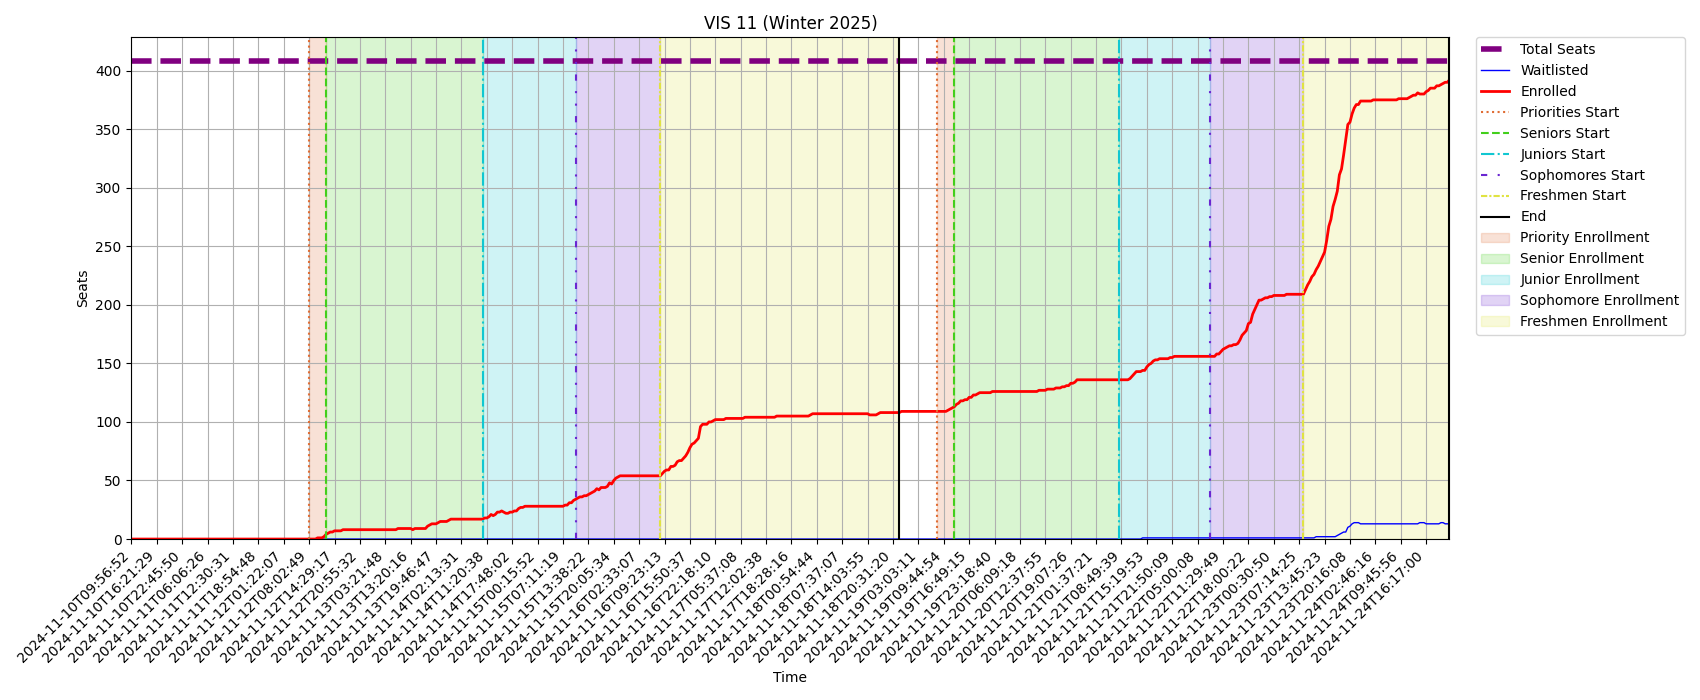 VIS 11 (Winter 2025)
Seats
400
350
300
250
200
150
100
50
0
2024-11-10T09:56:52
2024-11-10T16:21:29
2024-11-10T22:45:50
2024-11-11T06:06:26
2024-11-11T12:30:31
2024-11-11T18:54:48
2024-11-12T01:22:07
2024-11-12T08:02:49
2024-11-12T14:29:17
2024-11-12T20:55:32
2024-11-13T03:21:48
2024-11-13T13:20:16
2024-11-13T19:46:47
2024-11-14T02:13:31
2024-11-14T11:20:38
2024-11-14T17:48:02
2024-11-15T00:15:52
2024-11-15T07:11:19
2024-11-15T13:38:22
2024-11-15T20:05:34
2024-11-16T02:33:07
2024-11-16T09:23:13
2024-11-16T15:50:37
2024-11-16T22:18:10
2024-11-17T05:37:08
2024-11-17T12:02:38
2024-11-17T18:28:16
2024-11-18T00:54:44
2024-11-18T07:37:07
2024-11-18T14:03:55
2024-11-18T20:31:20
2024-11-19T03:03:11
2024-11-19T09:44:54
2024-11-19T16:49:15
2024-11-19T23:18:40
2024-11-20T06:09:18
2024-11-20T12:37:55
2024-11-20T19:07:26
2024-11-21T01:37:21
2024-11-21T08:49:39
2024-11-21T15:19:53
2024-11-21T21:50:09
2024-11-22T05:00:08
2024-11-22T11:29:49
2024-11-22T18:00:22
2024-11-23T00:30:50
2024-11-23T07:14:25
2024-11-23T13:45:23
2024-11-23T20:16:08
2024-11-24T02:46:16
2024-11-24T09:45:56
2024-11-24T16:17:00
Time
Total Seats
Waitlisted
Enrolled
Priorities Start
Seniors Start
Juniors Start
Sophomores Start
Freshmen Start
End
Priority Enrollment
Senior Enrollment
Junior Enrollment
Sophomore Enrollment
Freshmen Enrollment